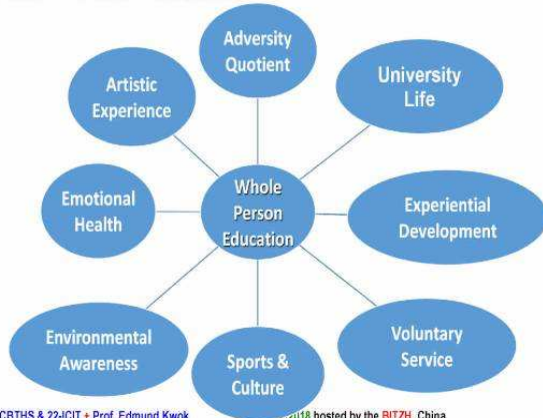 Adversity
Quotient
University
Life
Artistic
Experience
Whole
Person
Education
Emotional
Health
Experiential
Development
Environmental
Awareness
Voluntary
Service
Sports &
Culture
CBTHS & 22-ICIT + Prof. Edmund Kwok
2018 hosted by the BITZH, China